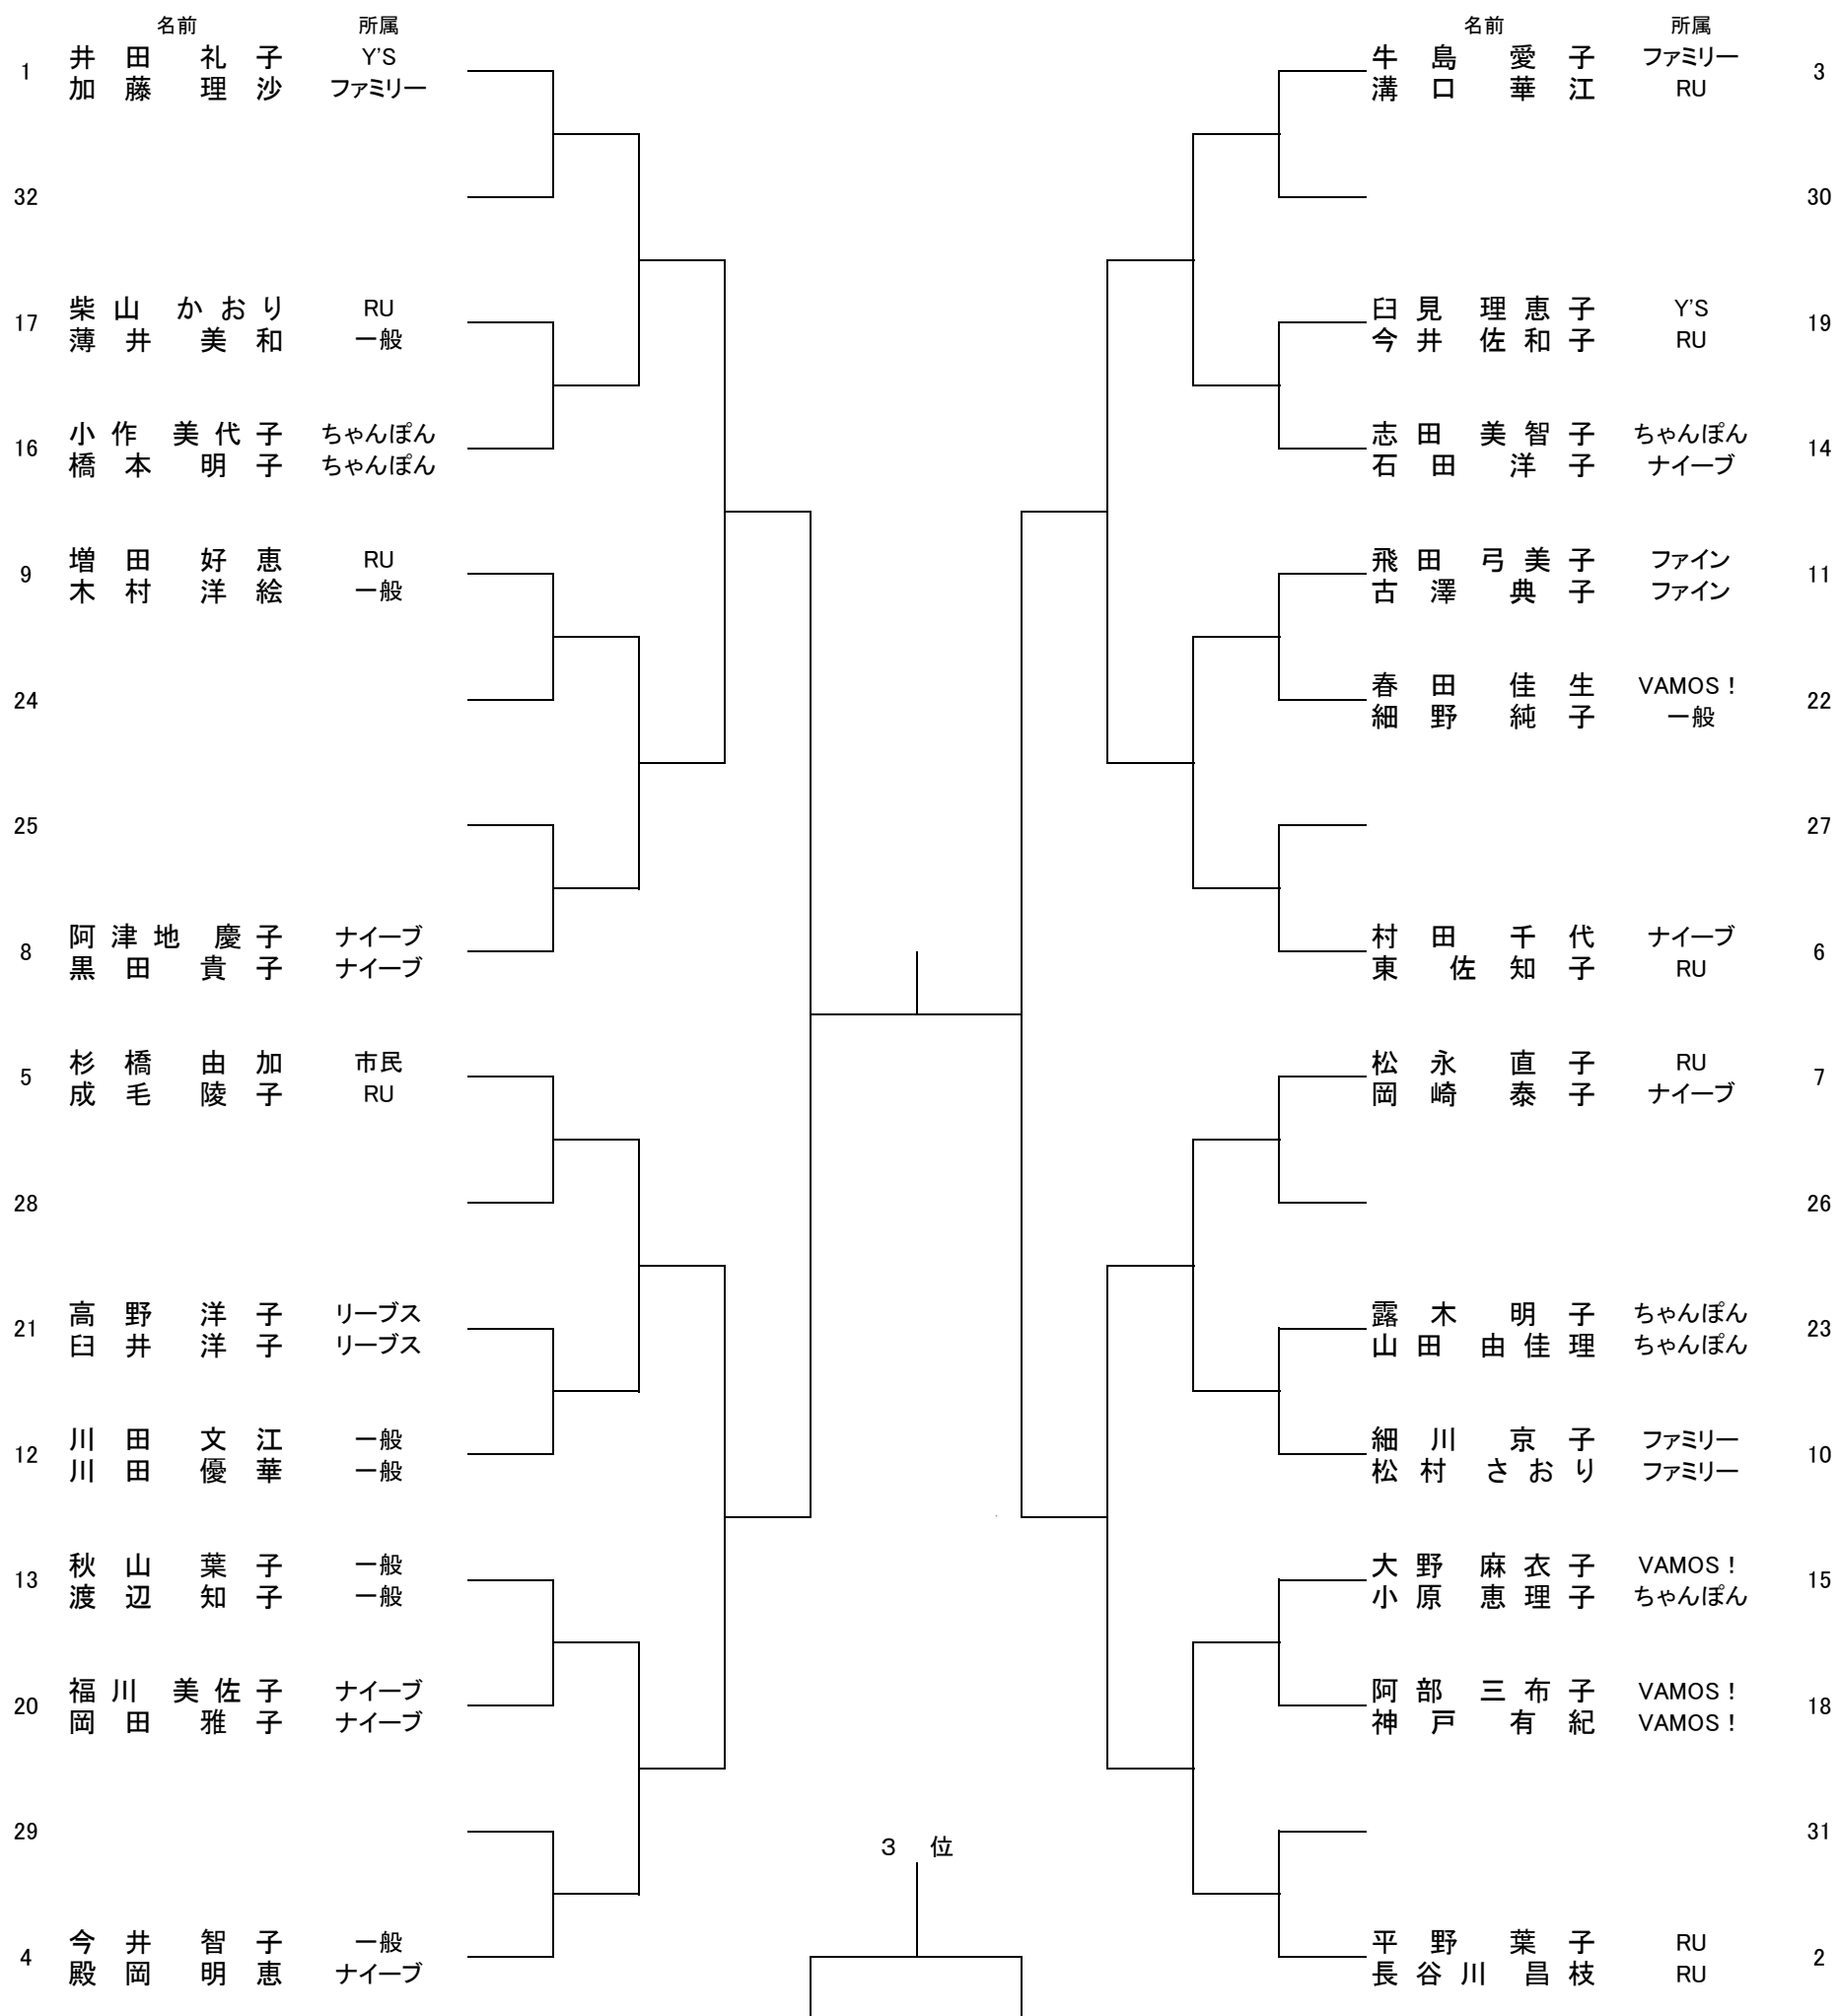 名前 所属
1 井田 礼子 Y'S
加藤 理沙 ファミリー
32
17 柴山 かおり RU
薄井 美和 一般
16 小作 美代子 ちゃんぽん
橋本 明子 ちゃんぽん
9 増田 好恵 RU
木村 洋絵 一般
24
25
8 阿津地 慶子 ナイーブ
黒田 貴子 ナイーブ
5 杉橋 由加 市民
成毛 陵子 RU
28
21 高野 洋子 リーブス
臼井 洋子 リーブス
12 川田 文江 一般
川田 優華 一般
13 秋山 葉子 一般
渡辺 知子 一般
20 福川 美佐子 ナイーブ
岡田 雅子 ナイーブ
29
4 今井 智子 一般
殿岡 明恵 ナイーブ
3 位
名前 所属
牛島 愛子 ファミリー 3
溝口 華江 RU
30
臼見 理恵子 Y'S 19
今井 佐和子 RU
志田 美智子 ちゃんぽん 14
石田 洋子 ナイーブ
飛田 弓美子 ファイン 11
古澤 典子 ファイン
春田 佳生 VAMOS! 22
細野 純子 一般
27
村田 千代 ナイーブ 6
東 佐知子 RU
松永 直子 RU 7
岡崎 泰子 ナイーブ
26
露木 明子 ちゃんぽん 23
山田 由佳理 ちゃんぽん
細川 京子 ファミリー 10
松村 さおり ファミリー
大野 麻衣子 VAMOS! 15
小原 恵理子 ちゃんぽん
阿部 三布子 VAMOS! 18
神戸 有紀 VAMOS!
31
平野 葉子 RU 2
長谷川 昌枝 RU